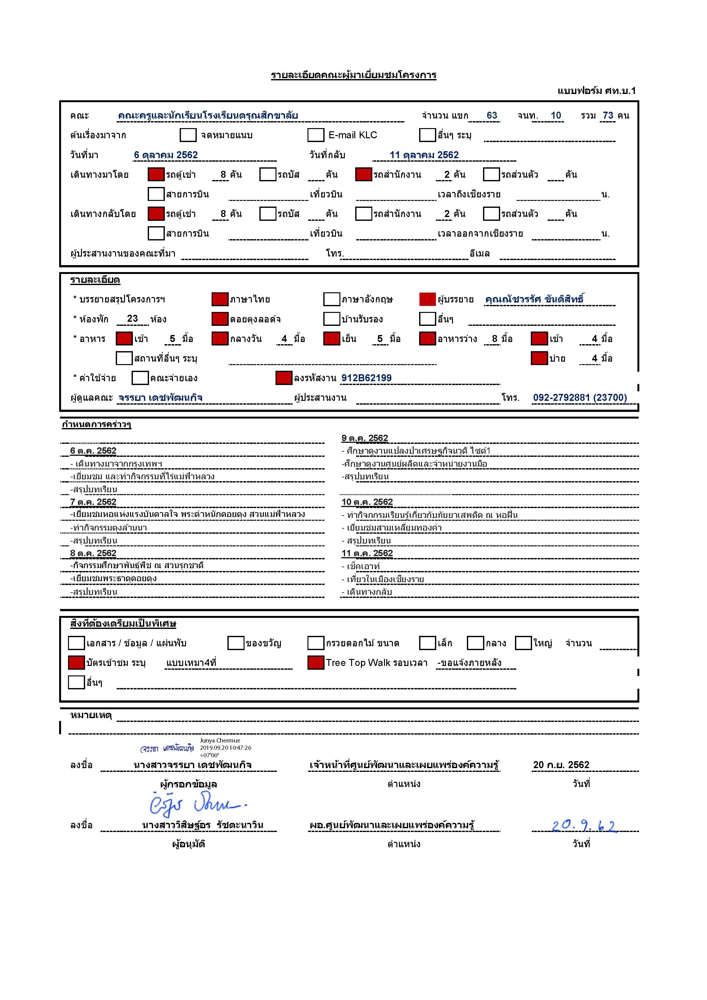 รายละเอียดคณะผู้มาเยี่ยมชมโครงการ
แบบฟอร์ม ศท.บ.1
คณะ คณะครูและนักเรียนโรงเรียนดรุณสิกขาลัย จำนวน แขก 63 จนท. 10 รวม 73 คน
ต้นเรื่องมาจาก จดหมายแนบ E-mail KLC อื่นๆ ระบุ
วันที่มา 6 ตุลาคม 2562 วันที่กลับ 11 ตุลาคม 2562
เดินทางมาโดย รถตู้เช่า 8 คัน รถบัส คัน รถสำนักงาน 2 คัน รถส่วนตัว คัน
สายการบิน เที่ยวบิน เวลาถึงเชียงราย น.
เดินทางกลับโดย รถตู้เช่า 8 คัน รถบัส คัน รถสำนักงาน 2 คัน รถส่วนตัว คัน
สายการบิน เที่ยวบิน เวลาออกจากเชียงราย น.
ผู้ประสานงานของคณะที่มา โทร. อีเมล
รายละเอียด
* บรรยายสรุปโครงการฯ ภาษาไทย ภาษาอังกฤษ ผู้บรรยาย คุณณัชวรรัศ ขันติสิทธิ์
* ห้องพัก 23 ห้อง ดอยตุงลอด์จ บ้านรับรอง อื่นๆ
* อาหาร เช้า 5 มื้อ กลางวัน 4 มื้อ เย็น 5 มื้อ อาหารว่าง 8 มื้อ เช้า 4 มื้อ
สถานที่อื่นๆ ระบุ บ่าย 4 มื้อ
* ค่าใช้จ่าย คณะจ่ายเอง ลงรหัสงาน 912B62199
ผู้ดูแลคณะ จรรยา เดชพัฒนกิจ ผู้ประสานงาน โทร. 092-2792881 (23700)
กำหนดการคร่าวๆ
6 ต.ค. 2562
- เดินทางมาจากกรุงเทพฯ
-เยี่ยมชม และทำกิจกรรมที่ไร่แม่ฟ้าหลวง
-สรุปบทเรียน
7 ต.ค. 2562
-เยี่ยมชมหอแห่งแรงบันดาลใจ พระตำหนักดอยตุง สวนแม่ฟ้าหลวง
-ทำกิจกรรมตุงล้านนา
-สรุปบทเรียน
8 ต.ค. 2562
-กิจกรรมศึกษาพันธุ์พืช ณ สวนรุกชาติ
-เยี่ยมชมพระธาตุดอยตุง
-สรุปบทเรียน
9 ต.ค. 2562
- ศึกษาดูงานแปลงป่าเศรษฐกิจนวุติ ไซต์1
-ศึกษาดูงานศูนย์ผลิตและจำหน่ายงานมือ
-สรุปบทเรียน
10 ต.ค. 2562
- ทำกิจกกรมเรียนรู้เกี่ยวกับภัยยาเสพติด ณ หอฝิ่น
- เยี่ยมชมสามเหลี่ยมทองคำ
- สรุปบทเรียน
11 ต.ค. 2562
- เช็คเอาท์
- เที่ยวในเมืองเชียงราย
- เดินทางกลับ
สิ่งที่ต้องเตรียมเป็นพิเศษ
เอกสาร / ข้อมูล / แผ่นพับ ของขวัญ กรวยดอกไม้ ขนาด เล็ก กลาง ใหญ่ จำนวน
บัตรเข้าชม ระบุ แบบเหมา4ที่ Tree Top Walk รอบเวลา -ขอแจ้งภายหลัง
อื่นๆ
หมายเหตุ
จรรยา เดชพัฒนกิจ
Junya Chermue
2019.09.20 10:47:26
+07'00'
ลงชื่อ นางสาวจรรยา เดชพัฒนกิจ เจ้าหน้าที่ศูนย์พัฒนาและเผยแพร่องค์ความรู้ 20 ก.ย. 2562
ผู้กรอกข้อมูล ตำแหน่ง วันที่
ลงชื่อ นางสาววิสิษฐ์อร รัชตะนาวิน ผอ.ศูนย์พัฒนาและเผยแพร่องค์ความรู้ 20.9.62
ผู้อนุมัติ ตำแหน่ง วันที่